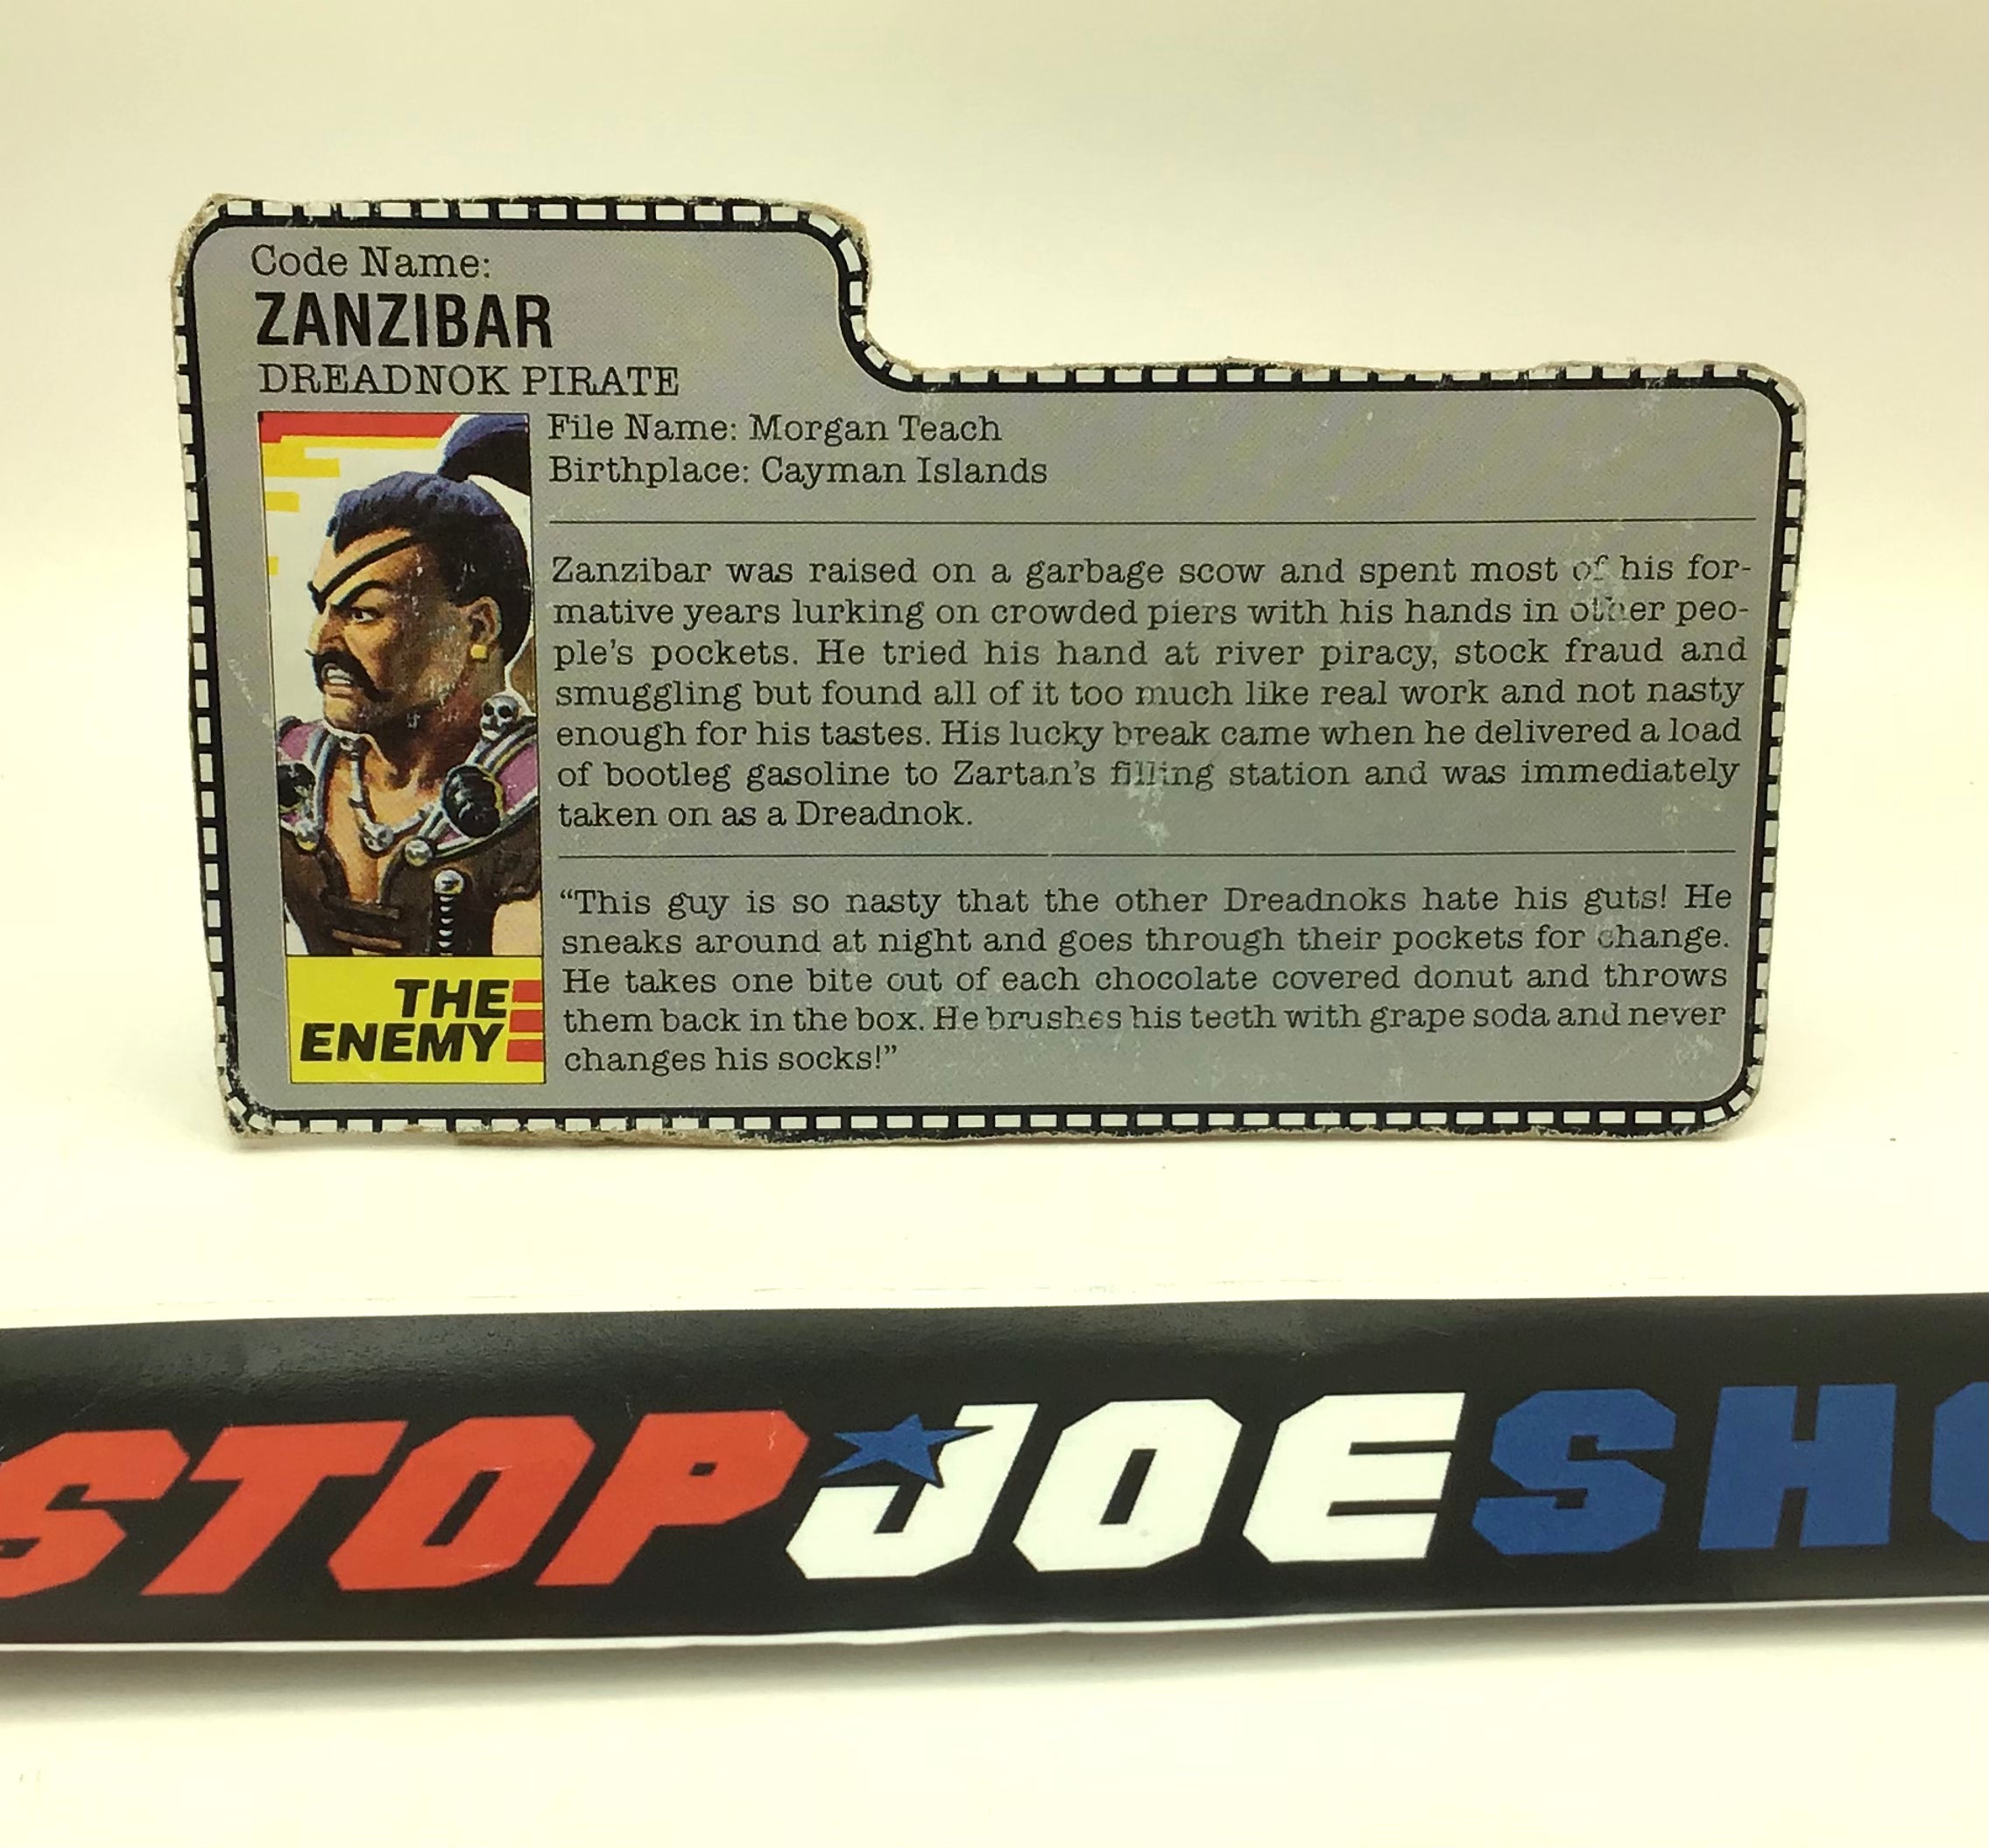 Code Name:
ZANZIBAR
DREADNOK PIRATE
File Name: Morgan Teach
Birthplace: Cayman Islands
Zanzibar was raised on a garbage scow and spent most of his for-
mative years lurking on crowded piers with his hands in other peo-
ple's pockets. He tried his hand at river piracy, stock fraud and
smuggling but found all of it too much like real work and not nasty
enough for his tastes. His lucky break came when he delivered a load
of bootleg gasoline to Zartan's filling station and was immediately
taken on as a Dreadnok.
"This guy is so nasty that the other Dreadnoks hate his guts! He
sneaks around at night and goes through their pockets for change.
He takes one bite out of each chocolate covered donut and throws
them back in the box. He brushes his teeth with grape soda and never
changes his socks!"
THE
ENEMY
STOPJOESHO